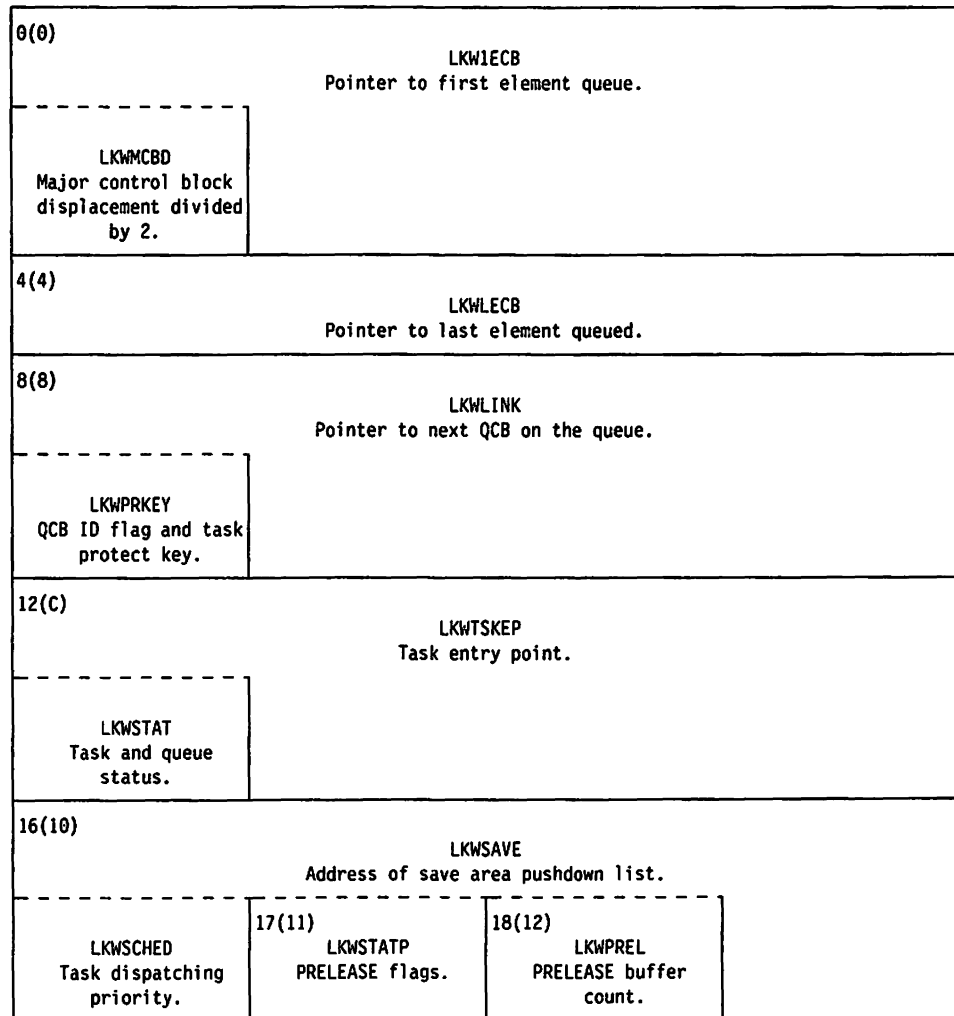 0(0)
LKW1ECB
Pointer to first element queue.
LKWMCBD
Major control block
displacement divided
by 2.
4(4)
LKWLECB
Pointer to last element queued.
8(8)
LKWLINK
Pointer to next QCB on the queue.
LKWPRKEY
QCB ID flag and task
protect key.
12(C)
LKWTSKEP
Task entry point.
LKWSTAT
Task and queue
status.
16(10)
LKWSAVE
Address of save area pushdown list.
LKWSCHED
Task dispatching
priority.
17(11)
LKWSTATP
PRELEASE flags.
18(12)
LKWPREL
PRELEASE buffer
count.